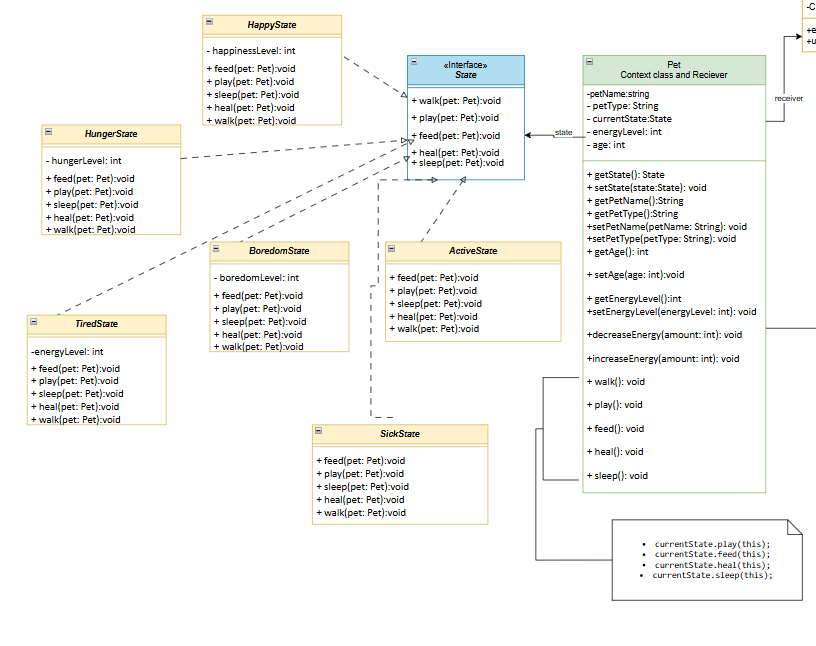 HappyState
- happinessLevel: int
+ feed(pet: Pet):void
+ play(pet: Pet):void
+ sleep(pet: Pet):void
+ heal(pet: Pet):void
+ walk(pet: Pet):void
«Interface»
State
+ walk(pet: Pet):void
+ play(pet: Pet):void
+ feed(pet: Pet):void
+ heal(pet: Pet):void
+ sleep(pet: Pet):void
state
Pet
Context class and Reciever
-petName:string
- petType: String
- currentState:State
- energyLevel: int
- age: int
+ getState(): State
+ setState(state:State): void
+ getPetName():String
+ getPetType():String
+setPetName(petName: String): void
+setPetType(petType: String): void
+ getAge(): int
+ setAge(age: int):void
+ getEnergyLevel():int
+setEnergyLevel(energyLevel: int): void
+decreaseEnergy(amount: int): void
+increaseEnergy(amount: int): void
+ walk(): void
+ play(): void
+ feed(): void
+ heal(): void
+ sleep(): void
receiver
-C
+e
+u
HungerState
- hungerLevel: int
+ feed(pet: Pet):void
+ play(pet: Pet):void
+ sleep(pet: Pet):void
+ heal(pet: Pet):void
+ walk(pet: Pet):void
BoredomState
- boredomLevel: int
+ feed(pet: Pet):void
+ play(pet: Pet):void
+ sleep(pet: Pet):void
+ heal(pet: Pet):void
+ walk(pet: Pet):void
ActiveState
+ feed(pet: Pet):void
+ play(pet: Pet):void
+ sleep(pet: Pet):void
+ heal(pet: Pet):void
+ walk(pet: Pet):void
TiredState
-energyLevel: int
+ feed(pet: Pet):void
+ play(pet: Pet):void
+ sleep(pet: Pet):void
+ heal(pet: Pet):void
+ walk(pet: Pet):void
SickState
+ feed(pet: Pet):void
+ play(pet: Pet):void
+ sleep(pet: Pet):void
+ heal(pet: Pet):void
+ walk(pet: Pet):void
• currentState.play(this);
• currentState.feed(this);
• currentState.heal(this);
• currentState.sleep(this);